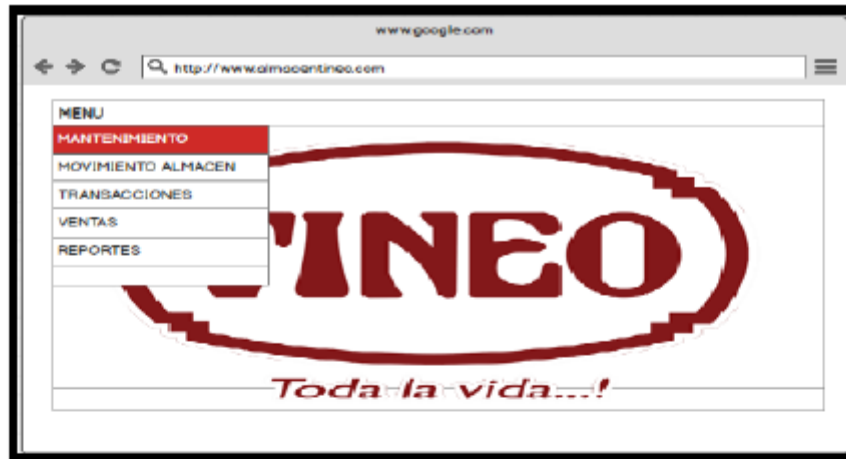 www.google.com
http://www.almacentineo.com
MENU
MANTENIMIENTO
MOVIMIENTO ALMACEN
TRANSACCIONES
VENTAS
REPORTES
TINEO
Toda la vida...!